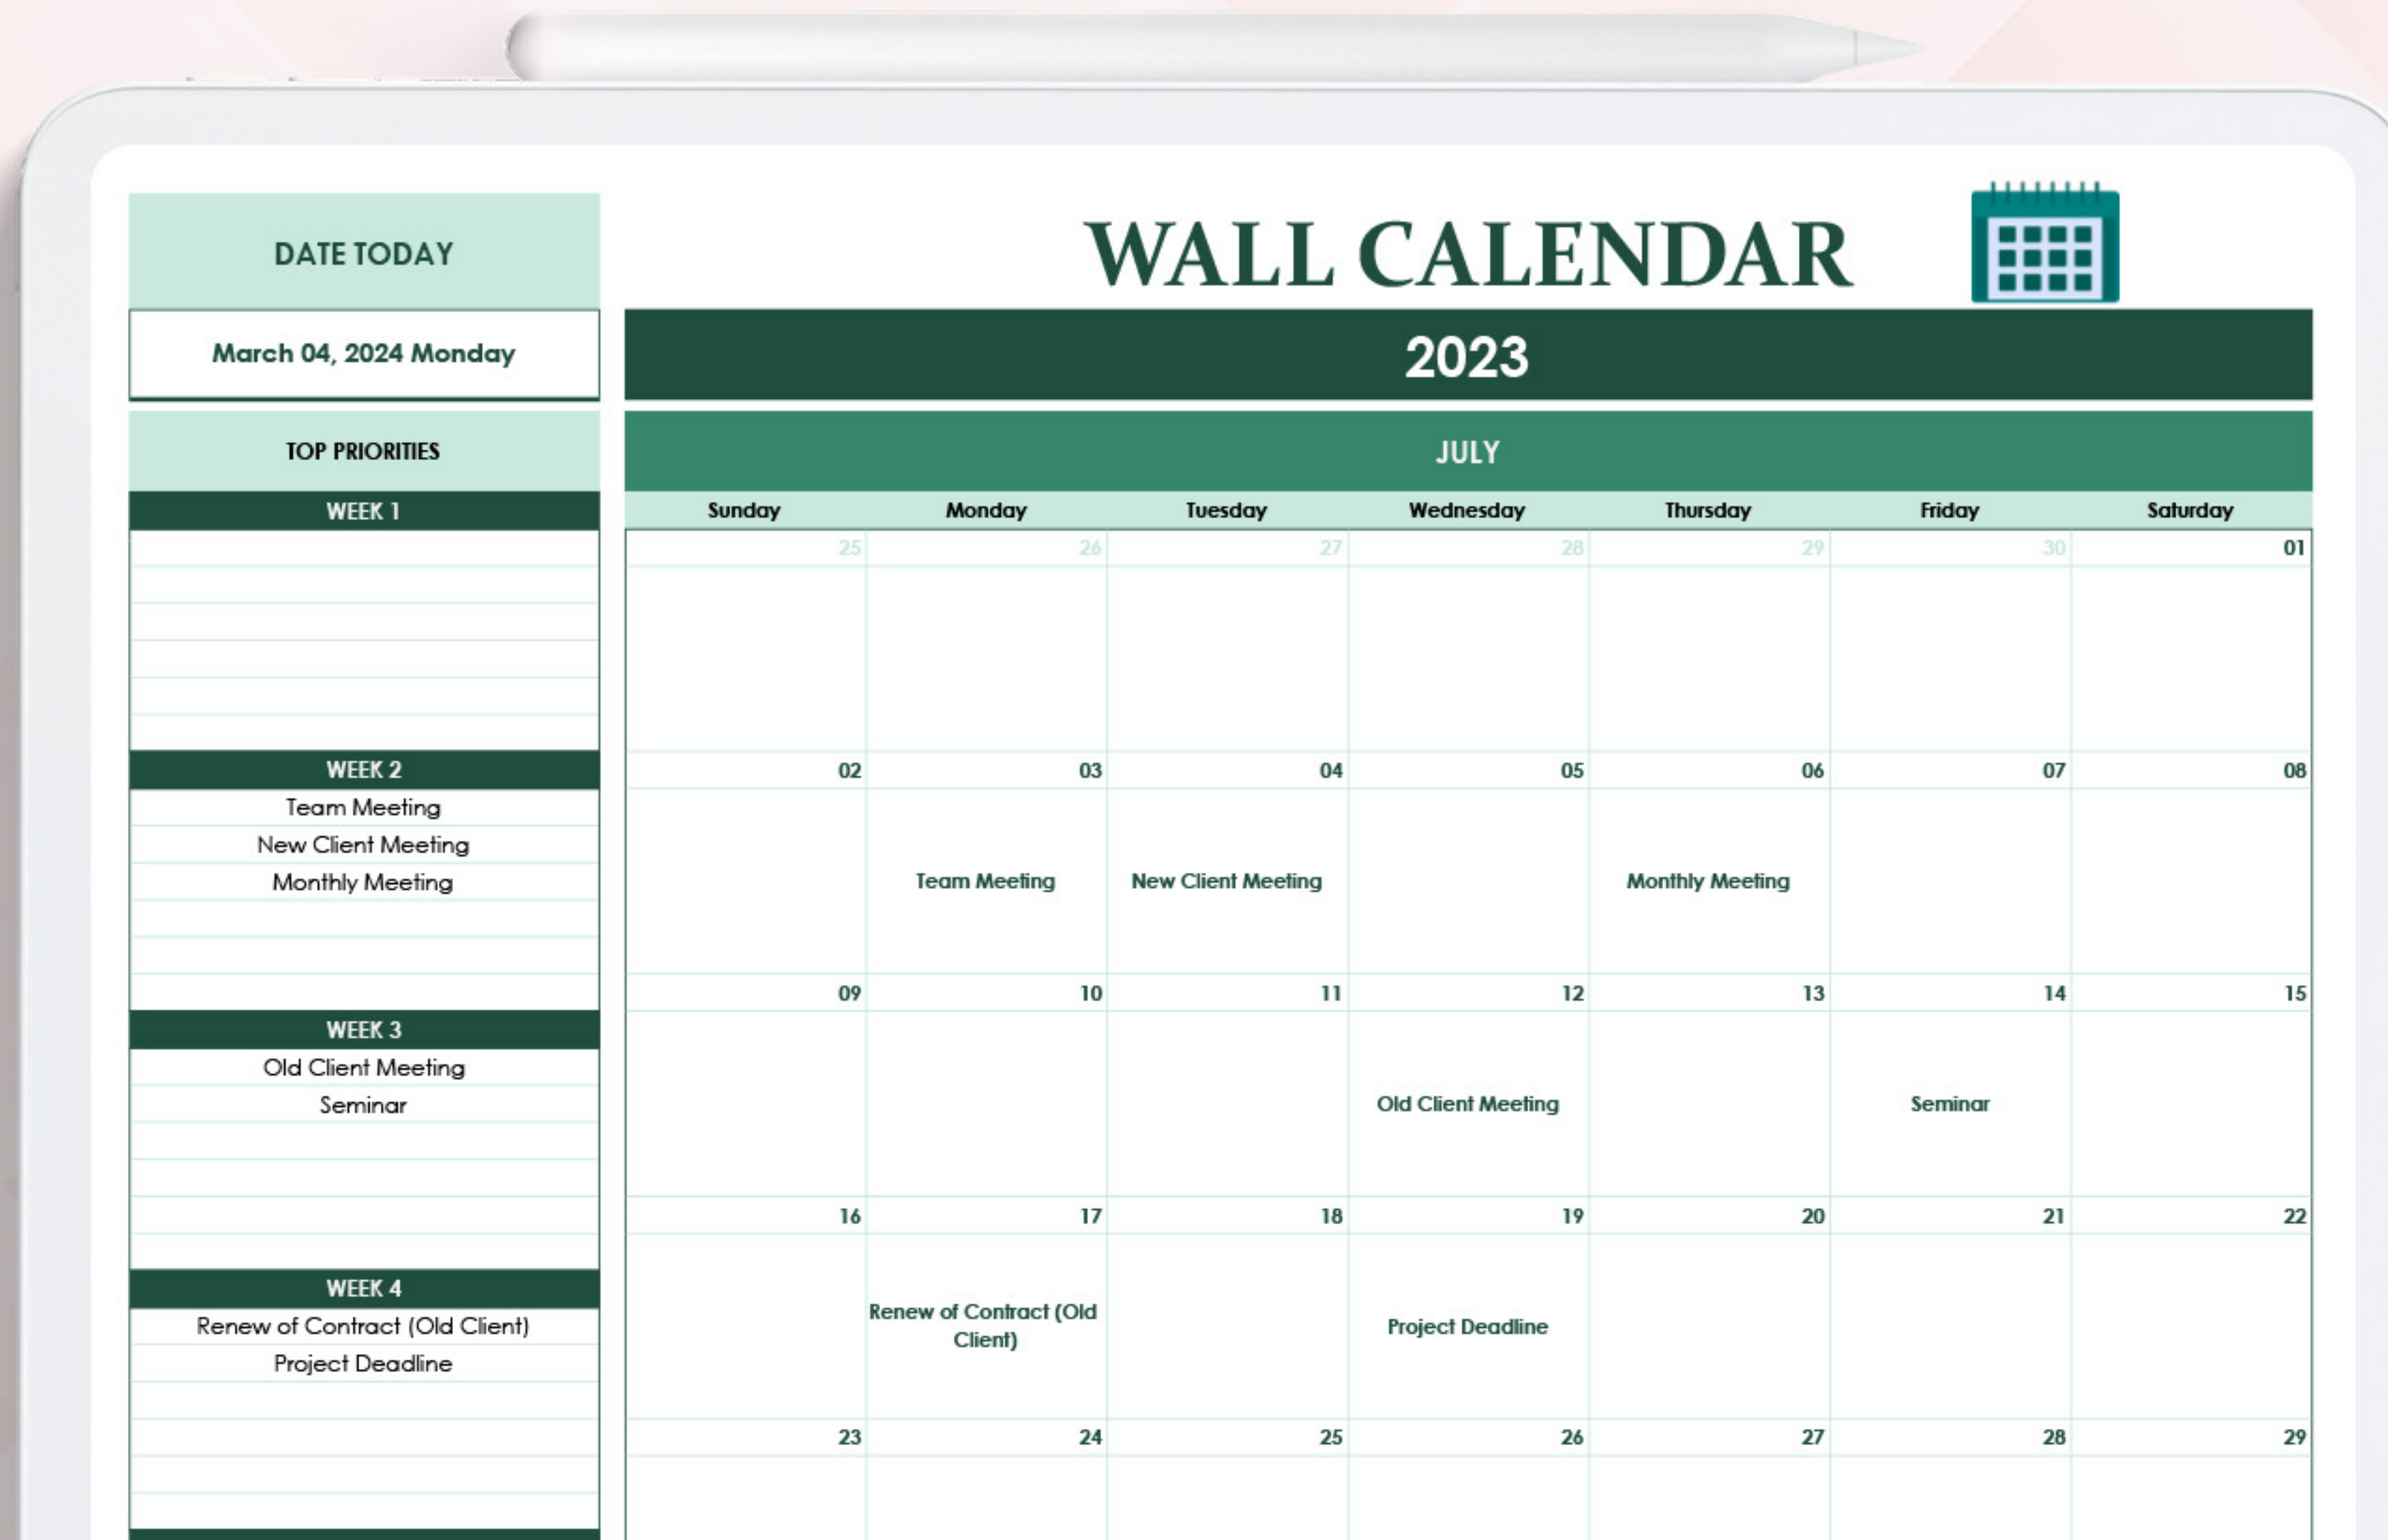 DATE TODAY
WALL CALENDAR
March 04, 2024 Monday
2023
TOP PRIORITIES
JULY
WEEK 1
Sunday Monday Tuesday Wednesday Thursday Friday Saturday
25 26 27 28 29 30 01
WEEK 2
02 03 04 05 06 07 08
Team Meeting
New Client Meeting
Monthly Meeting
Team Meeting New Client Meeting Monthly Meeting
09 10 11 12 13 14 15
WEEK 3
Old Client Meeting
Seminar
Old Client Meeting Seminar
16 17 18 19 20 21 22
WEEK 4
Renew of Contract (Old Client)
Project Deadline
Renew of Contract (Old
Client)
Project Deadline
23 24 25 26 27 28 29